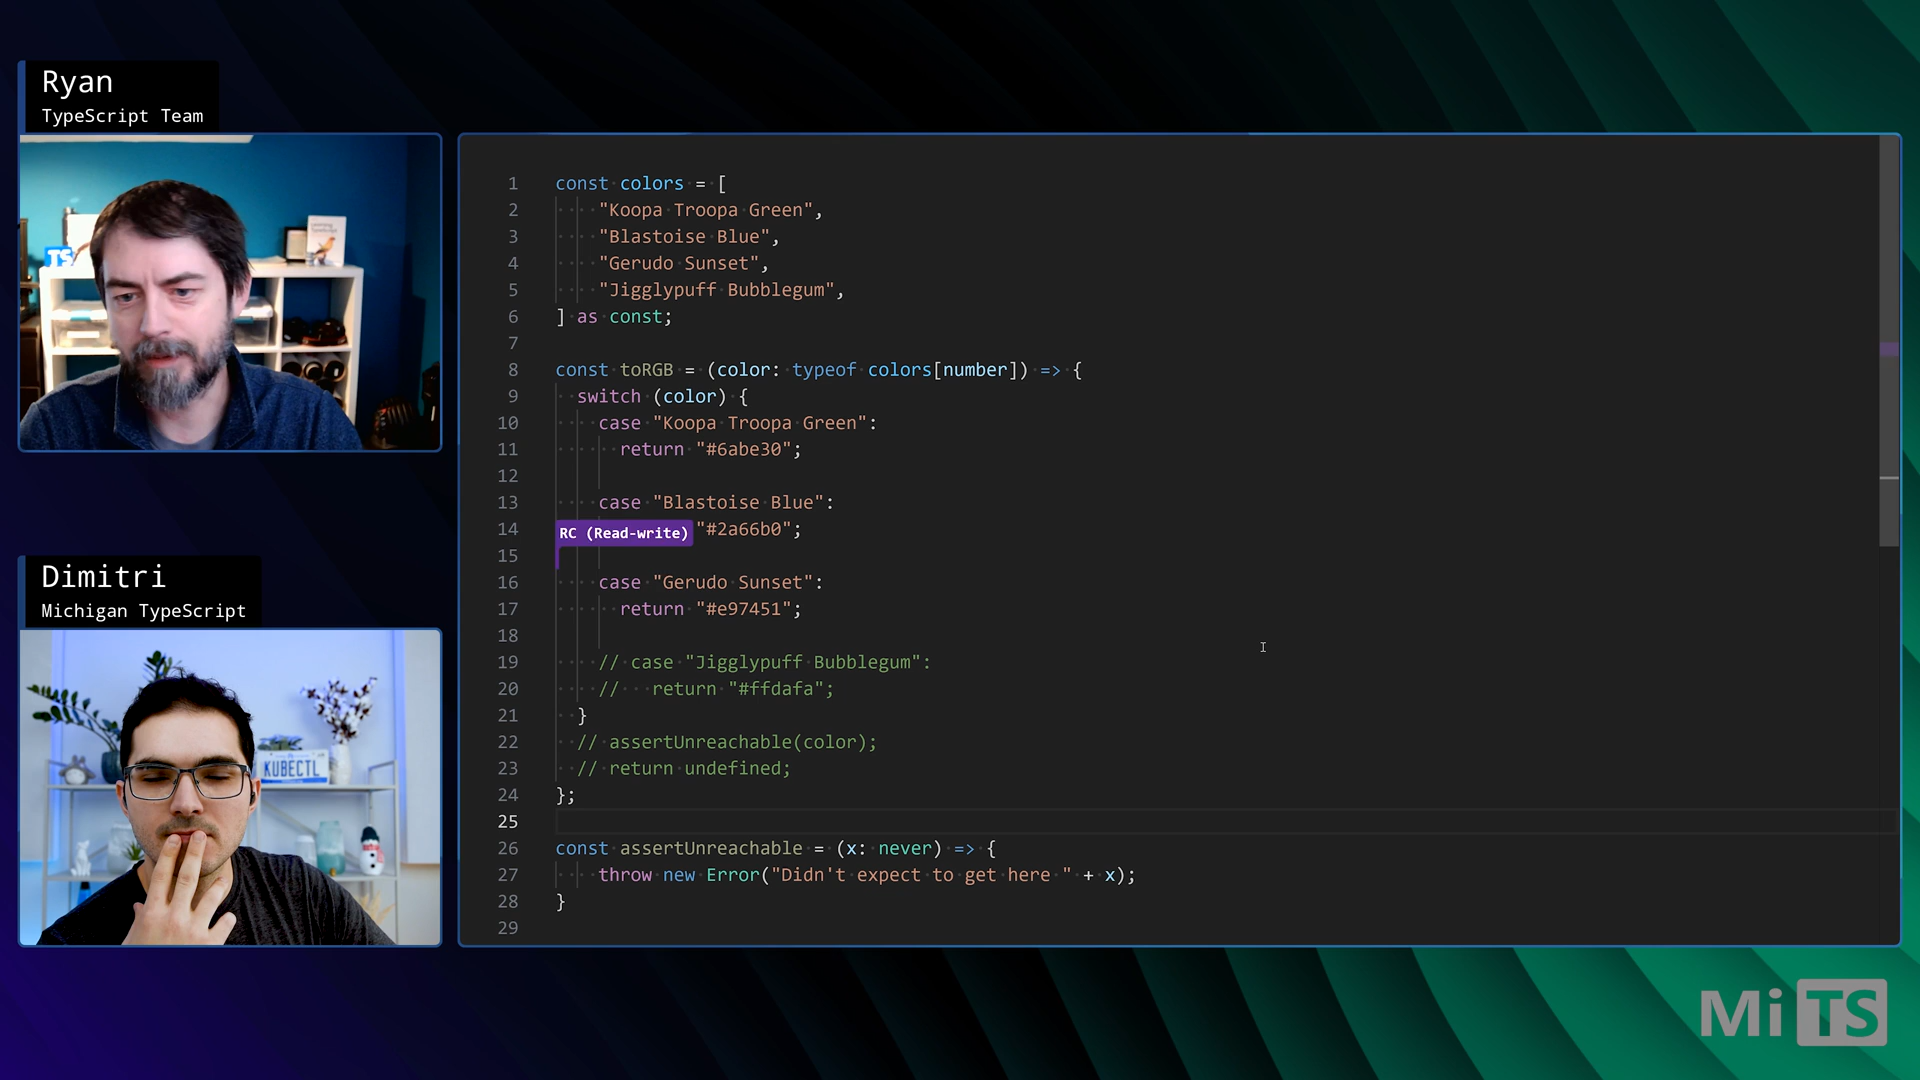 Ryan
TypeScript Team
TS
Dimitri
Michigan TypeScript
KUBECTL
1 const colors = [
2 "Koopa Troopa Green",
3 "Blastoise Blue",
4 "Gerudo Sunset",
5 "Jigglypuff Bubblegum",
6 ] as const;
7
8 const toRGB = (color: typeof colors[number]) => {
9 switch (color) {
10 case "Koopa Troopa Green":
11 return "#6abe30";
12
13 case "Blastoise Blue":
14 RC (Read-write) "#2a66b0";
15
16 case "Gerudo Sunset":
17 return "#e97451";
18
19 // case "Jigglypuff Bubblegum":
20 // return "#ffdafa";
21 }
22 // assertUnreachable(color);
23 // return undefined;
24 };
25
26 const assertUnreachable = (x: never) => {
27 throw new Error("Didn't expect to get here " + x);
28 }
29
MiTS